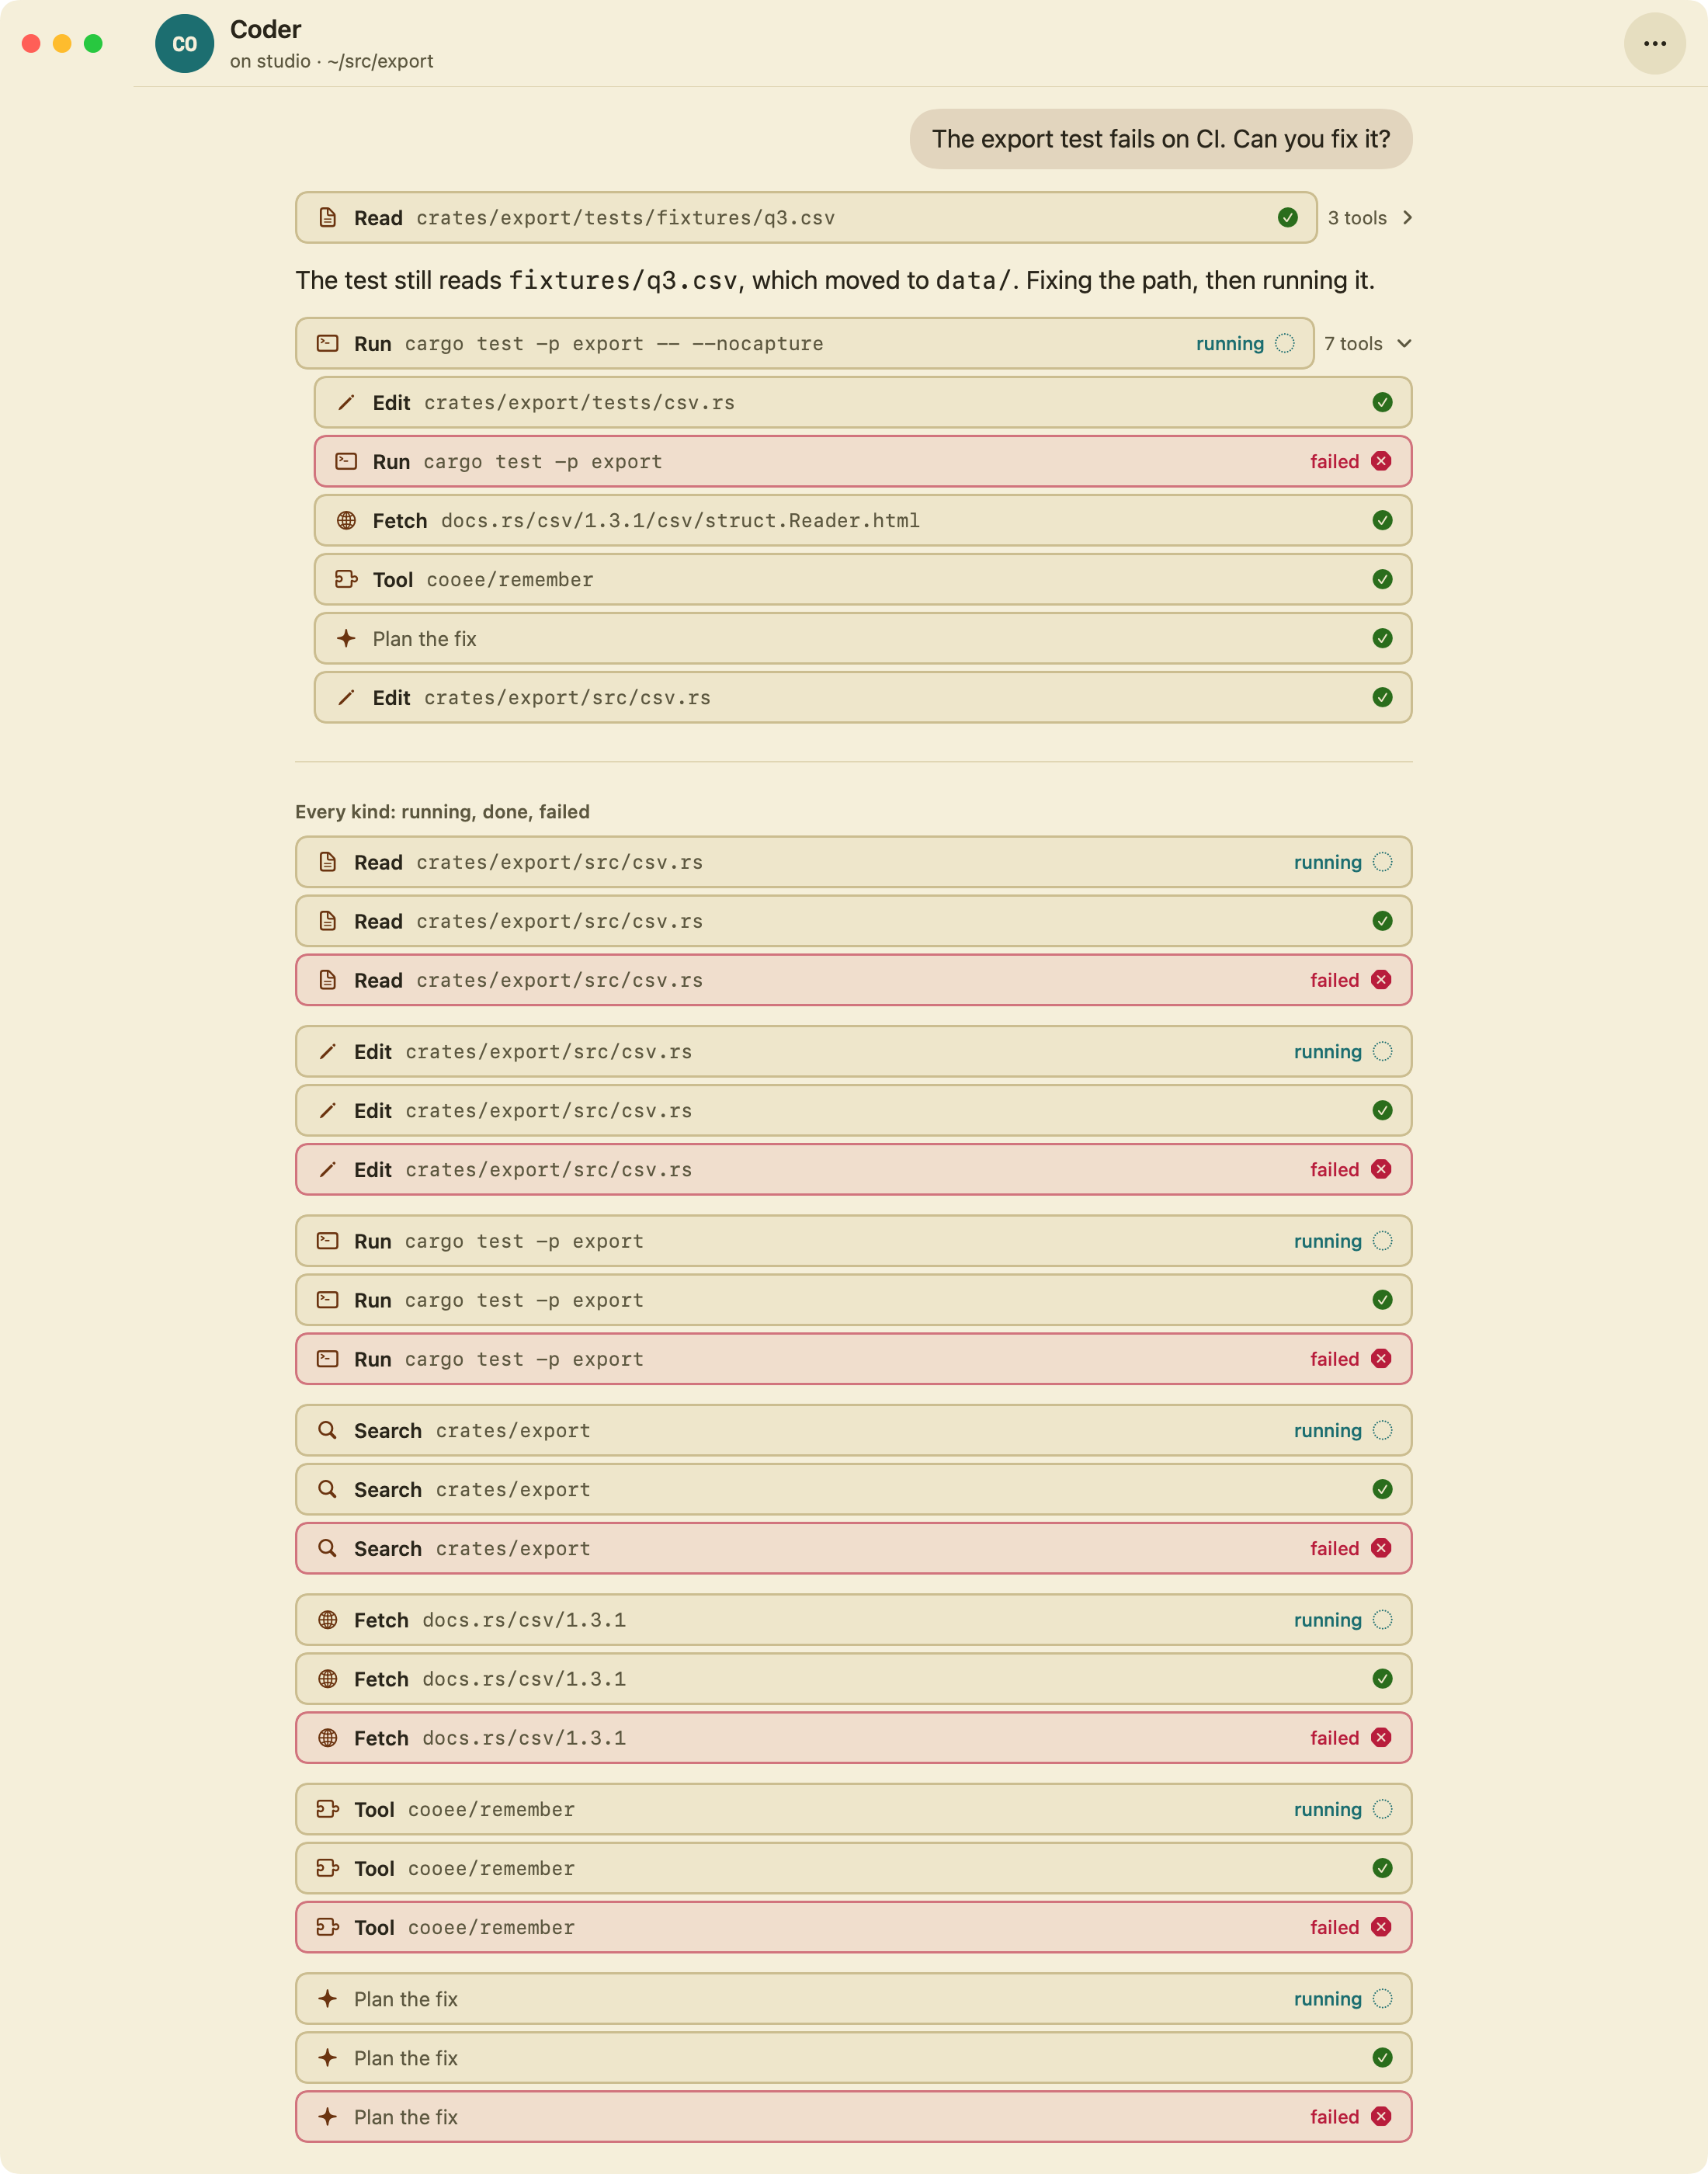 CO
Coder
on studio · ~/src/export
The export test fails on CI. Can you fix it?
Read crates/export/tests/fixtures/q3.csv 3 tools
The test still reads fixtures/q3.csv, which moved to data/. Fixing the path, then running it.
Run cargo test -p export -- --nocapture running 7 tools
Edit crates/export/tests/csv.rs
Run cargo test -p export failed
Fetch docs.rs/csv/1.3.1/csv/struct.Reader.html
Tool cooee/remember
Plan the fix
Edit crates/export/src/csv.rs
Every kind: running, done, failed
Read crates/export/src/csv.rs running
Read crates/export/src/csv.rs
Read crates/export/src/csv.rs failed
Edit crates/export/src/csv.rs running
Edit crates/export/src/csv.rs
Edit crates/export/src/csv.rs failed
Run cargo test -p export running
Run cargo test -p export
Run cargo test -p export failed
Search crates/export running
Search crates/export
Search crates/export failed
Fetch docs.rs/csv/1.3.1 running
Fetch docs.rs/csv/1.3.1
Fetch docs.rs/csv/1.3.1 failed
Tool cooee/remember running
Tool cooee/remember
Tool cooee/remember failed
Plan the fix running
Plan the fix
Plan the fix failed